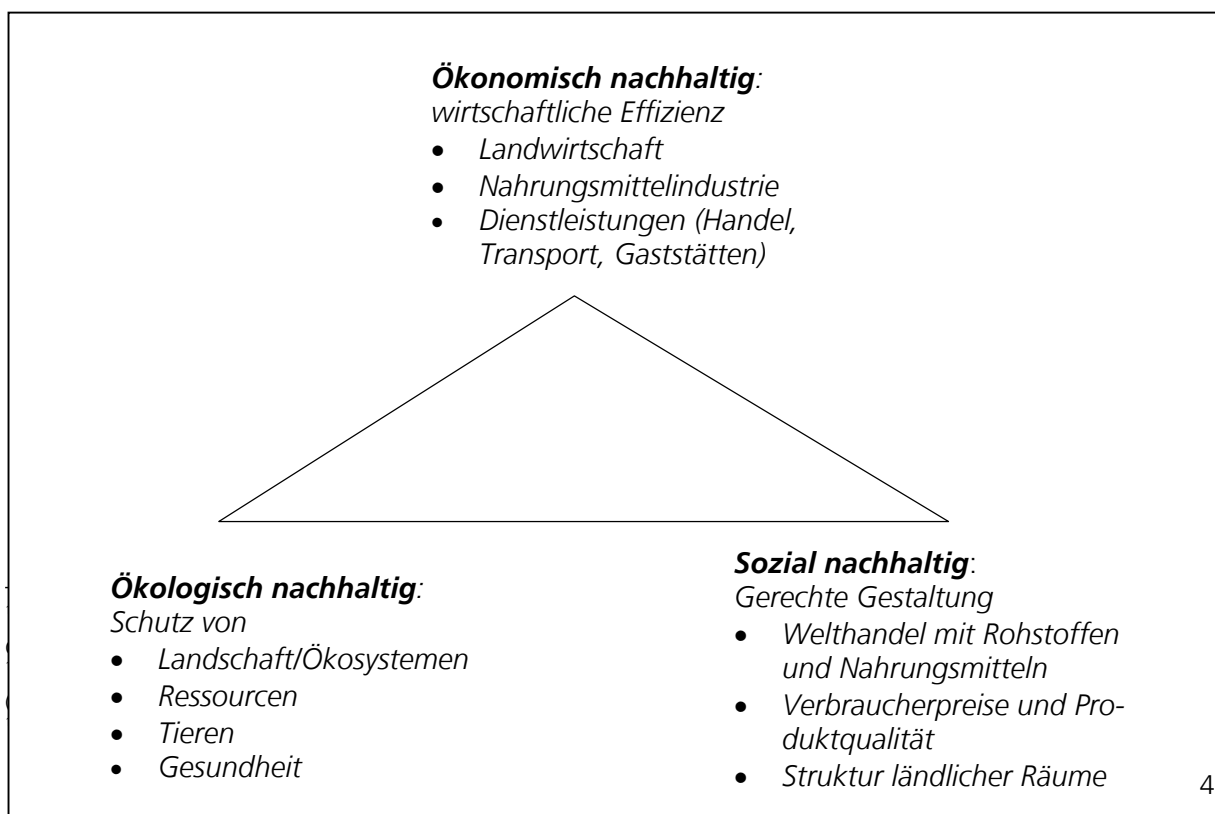 Ökonomisch nachhaltig:
wirtschaftliche Effizienz
• Landwirtschaft
• Nahrungsmittelindustrie
• Dienstleistungen (Handel,
Transport, Gaststätten)
Ökologisch nachhaltig:
Schutz von
• Landschaft/Ökosystemen
• Ressourcen
• Tieren
• Gesundheit
Sozial nachhaltig:
Gerechte Gestaltung
• Welthandel mit Rohstoffen
und Nahrungsmitteln
• Verbraucherpreise und Pro-
duktqualität
• Struktur ländlicher Räume
4